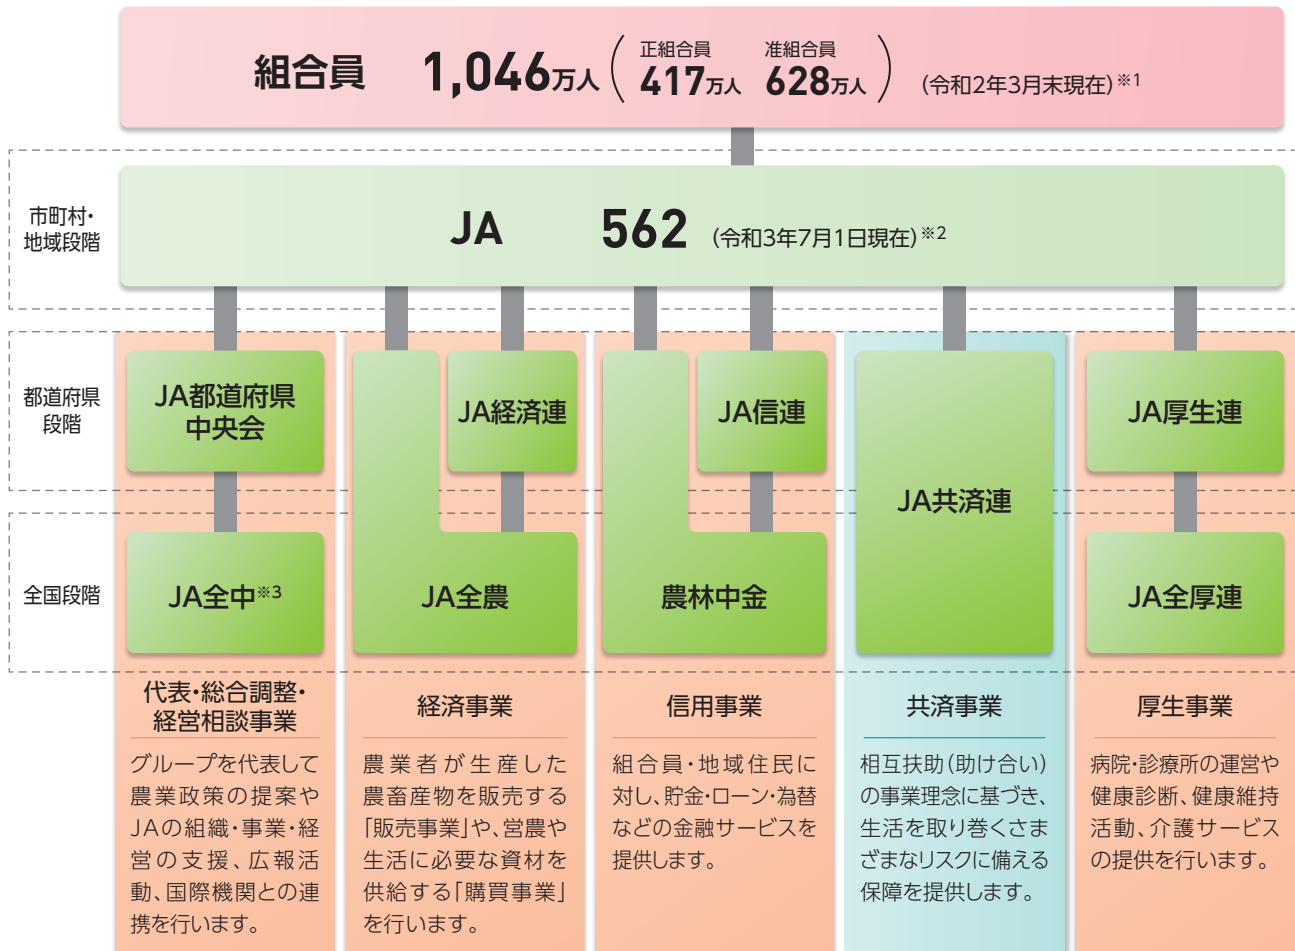 組合員 1,046万人 ( 正組合員 417万人 准組合員 628万人 ) (令和2年3月末現在)※1
市町村・
地域段階
JA 562 (令和3年7月1日現在)※2
都道府県
段階
JA都道府県
中央会
JA経済連
JA信連
JA共済連
JA厚生連
全国段階
JA全中※3
JA全農
農林中金
JA全厚連
代表・総合調整・
経営相談事業
グループを代表して
農業政策の提案や
JAの組織・事業・経
営の支援、広報活
動、国際機関との連
携を行います。
経済事業
農業者が生産した
農畜産物を販売する
「販売事業」や、営農や
生活に必要な資材を
供給する「購買事業」
を行います。
信用事業
組合員・地域住民に
対し、貯金・ローン・為替
などの金融サービスを
提供します。
共済事業
相互扶助(助け合い)
の事業理念に基づき、
生活を取り巻くさま
ざまなリスクに備える
保障を提供します。
厚生事業
病院・診療所の運営や
健康診断、健康維持
活動、介護サービス
の提供を行います。